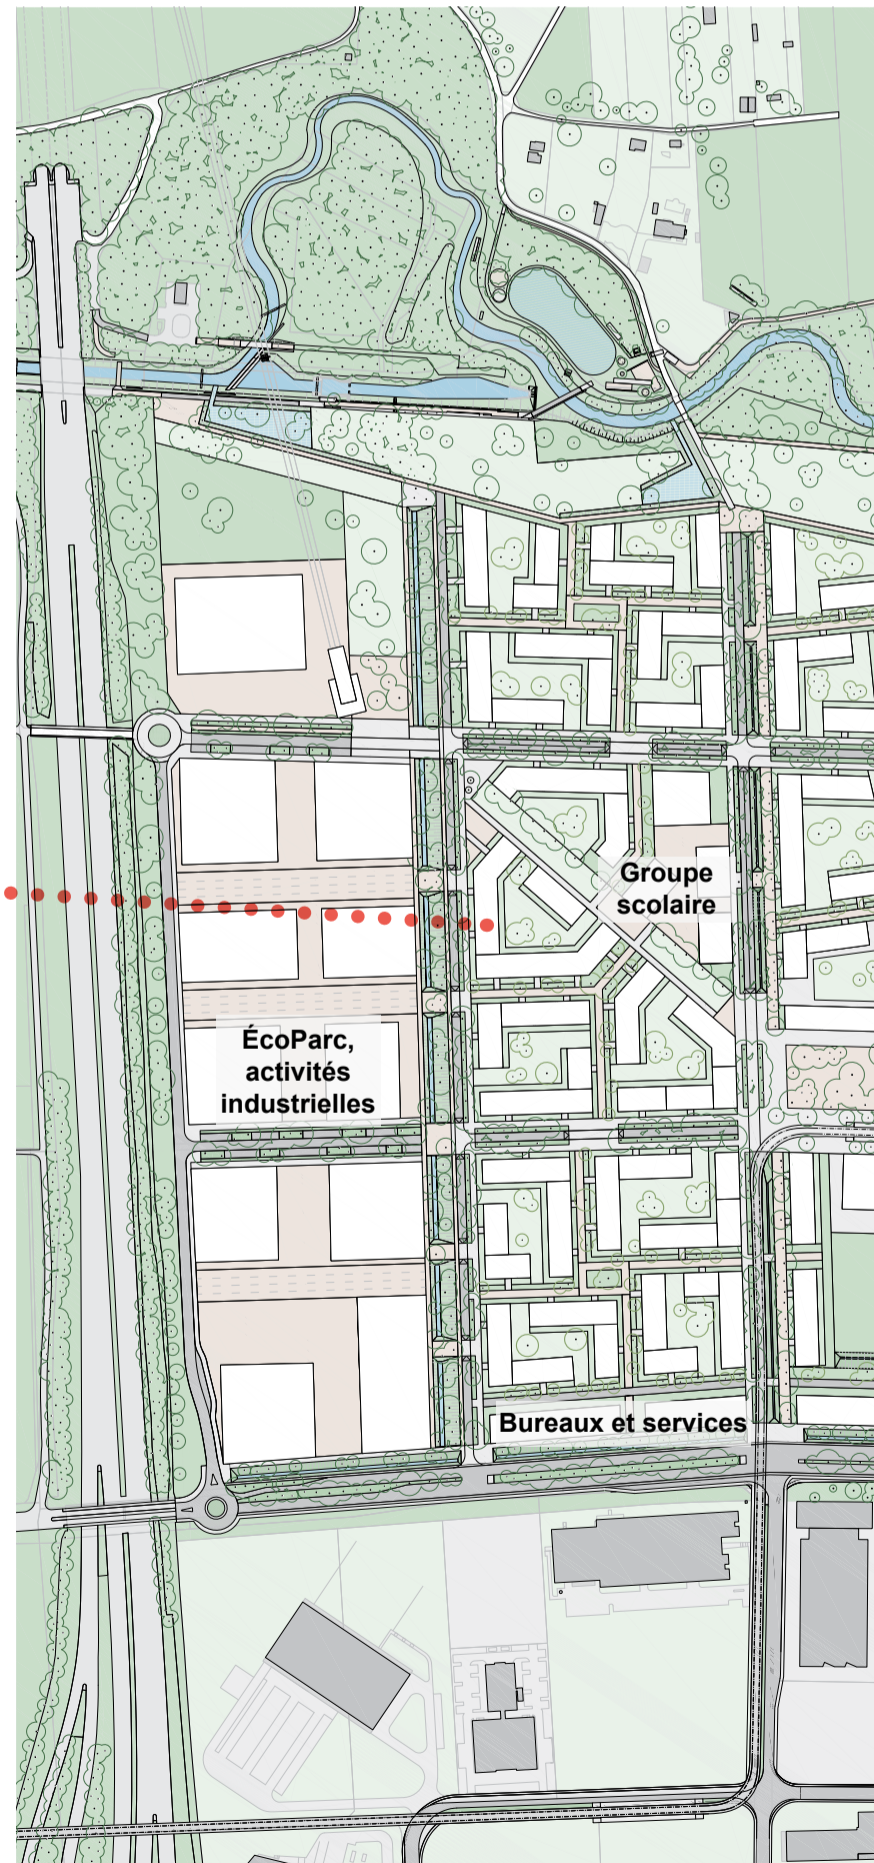 Groupe
scolaire
ÉcoParc,
activités
industrielles
Bureaux et services